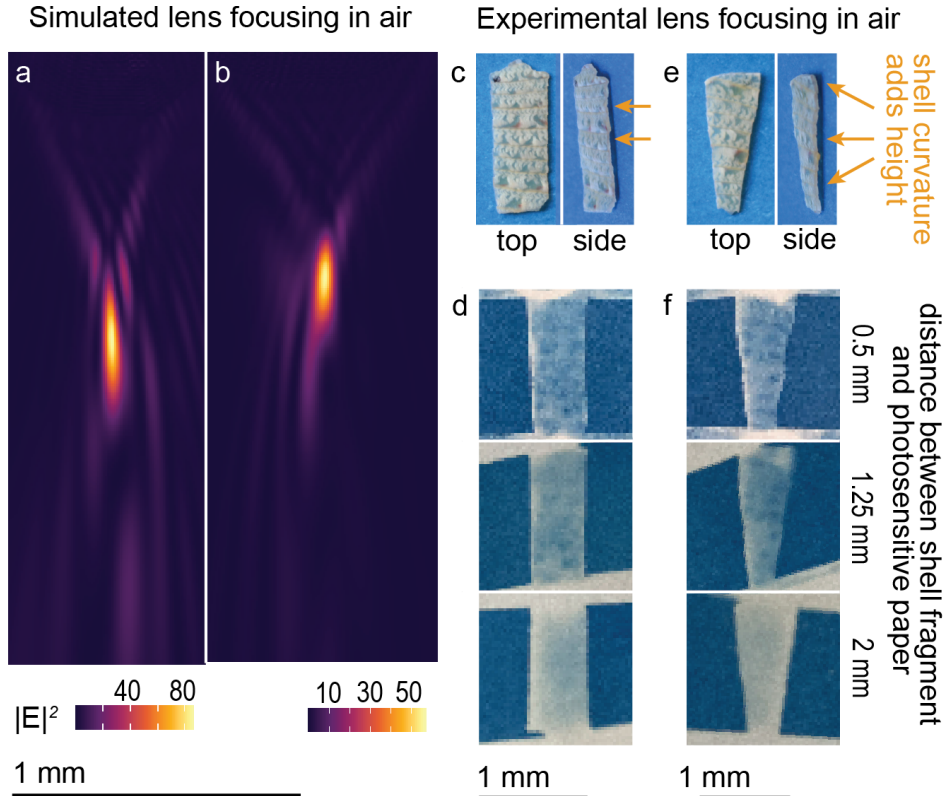 Simulated lens focusing in air
Experimental lens focusing in air
a
b
c
e
top
side
top
side
shell curvature
adds height
d
f
0.5 mm
1.25 mm
2 mm
distance between shell fragment
and photosensitive paper
|E|²
40 80
10 30 50
1 mm
1 mm
1 mm